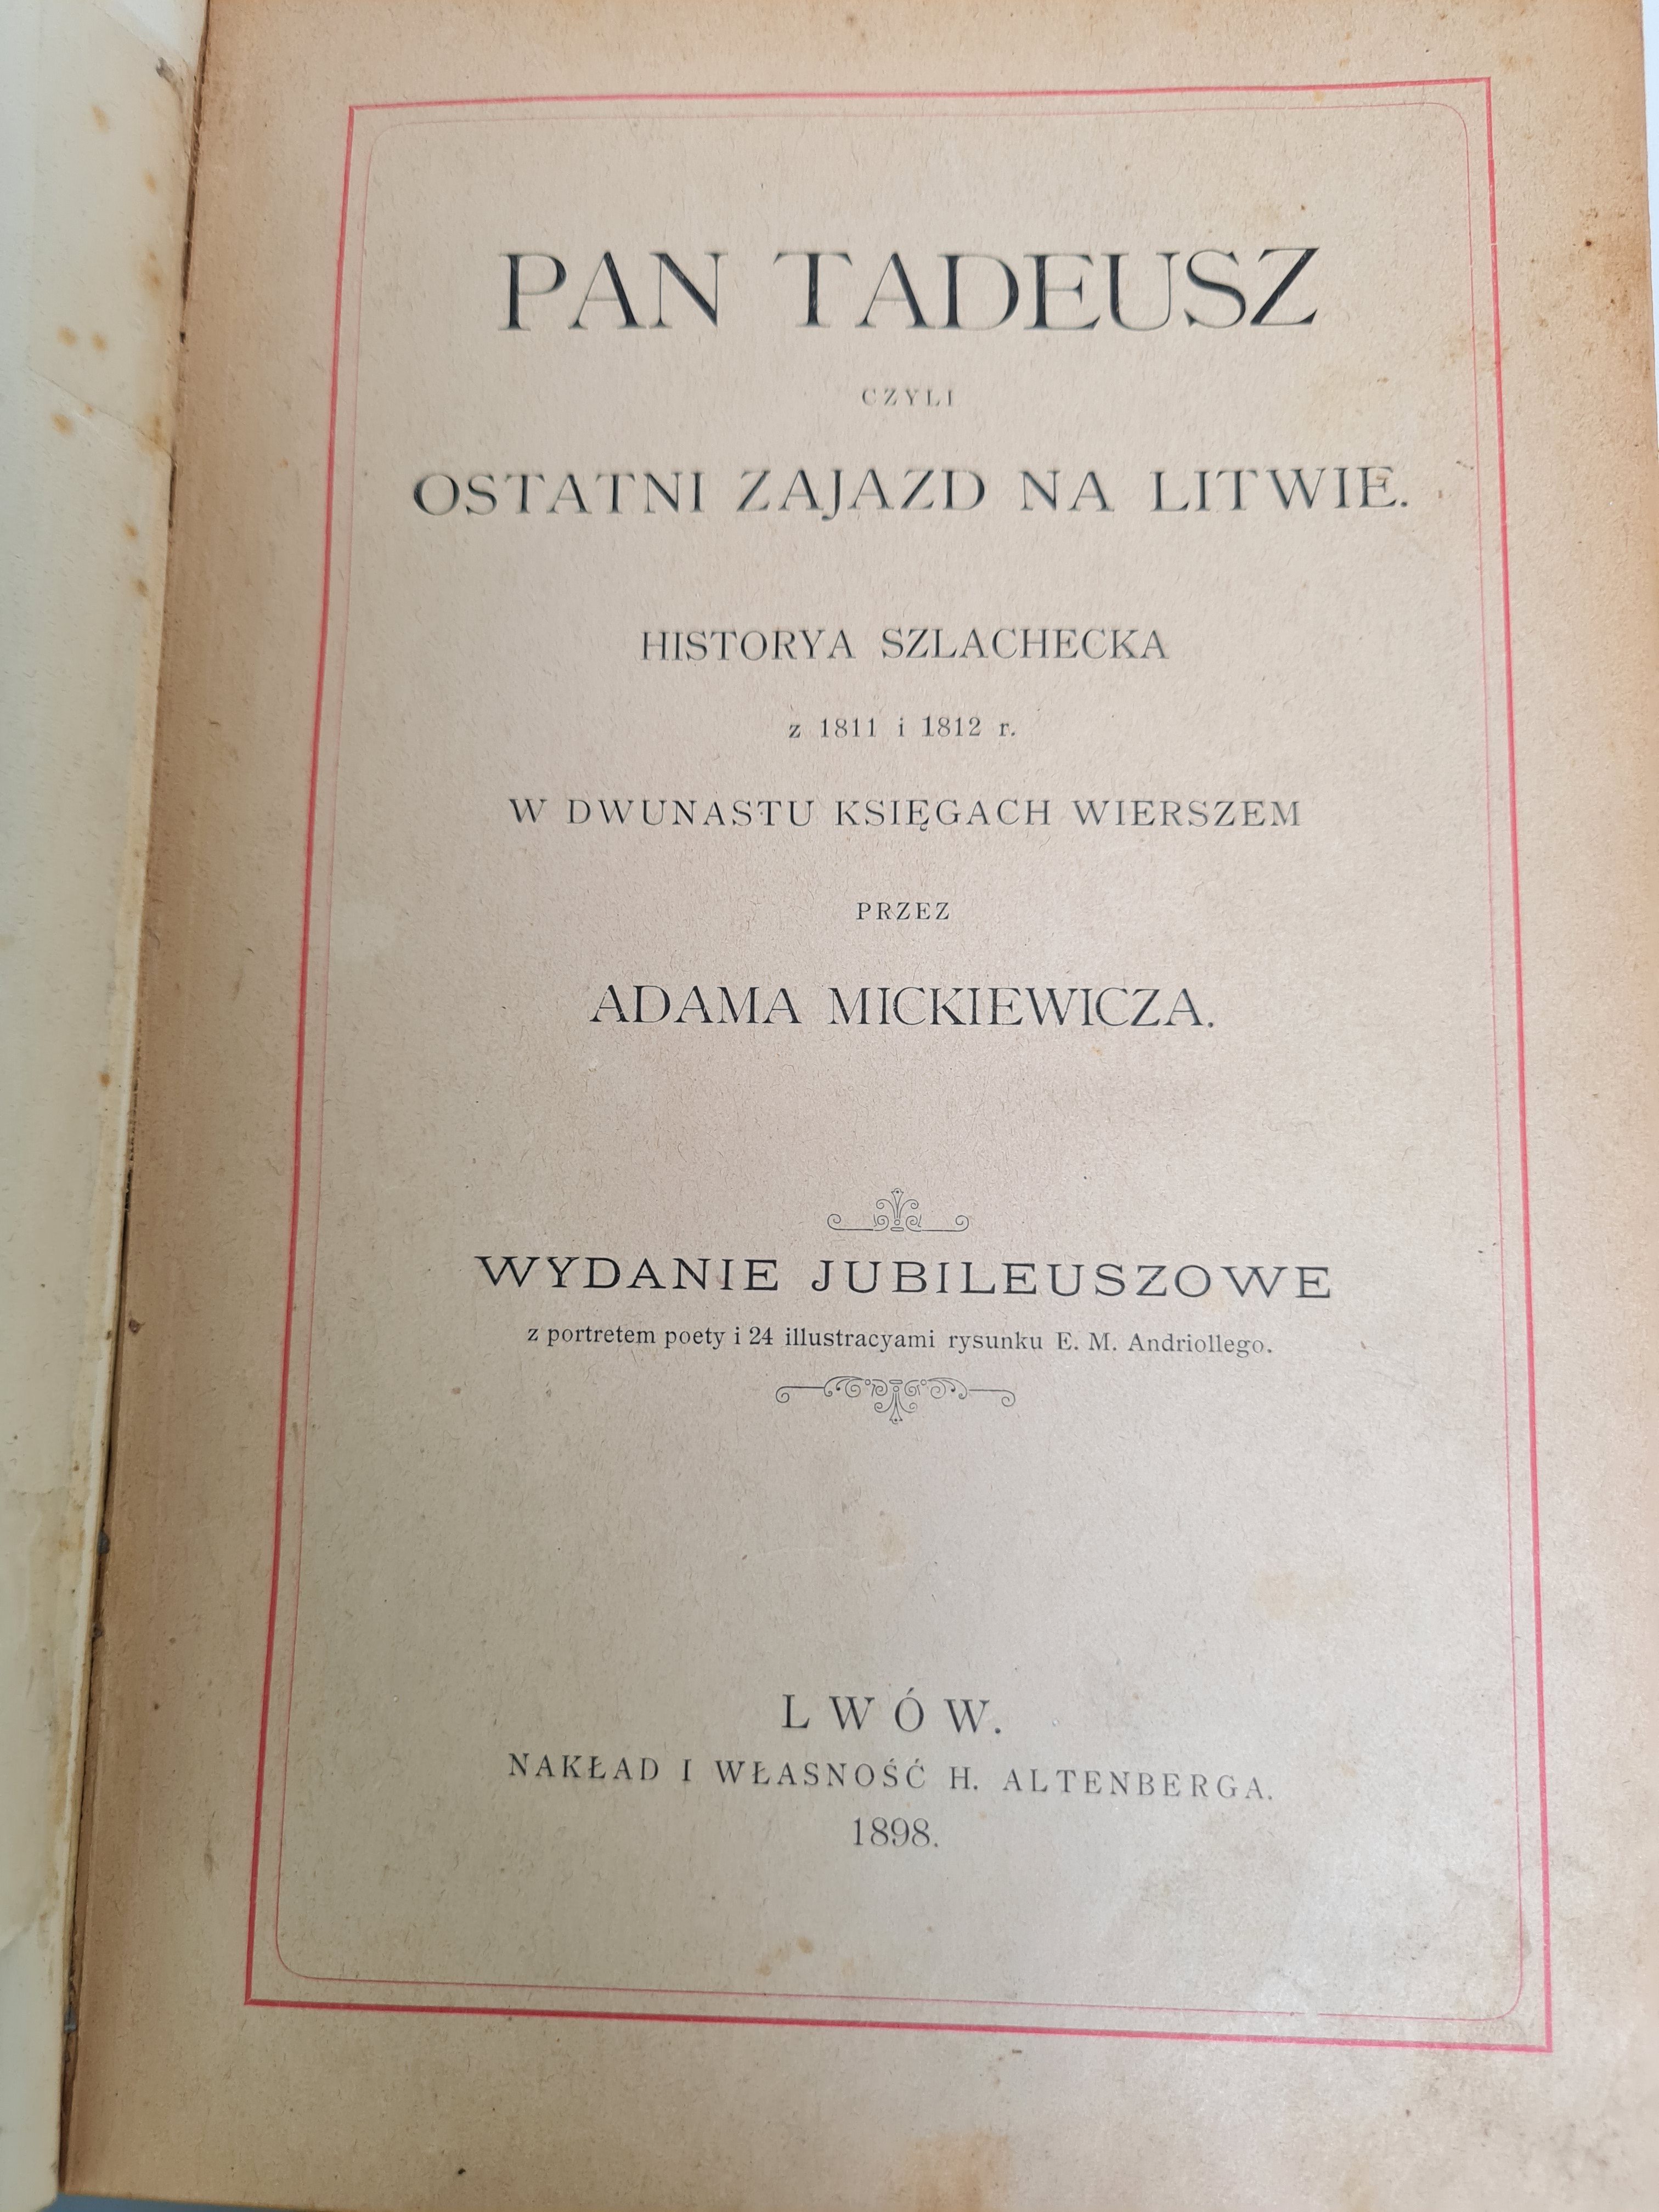 PAN TADEUSZ
CZYLI
OSTATNI ZAJAZD NA LITWIE.
HISTORYA SZLACHECKA
z 1811 i 1812 r.
W DWUNASTU KSIĘGACH WIERSZEM
PRZEZ
ADAMA MICKIEWICZA.
WYDANIE JUBILEUSZOWE
z portretem poety i 24 illustracyami rysunku E. M. Andriollego.
LWÓW.
NAKŁAD I WŁASNOŚĆ H. ALTENBERGA.
1898.